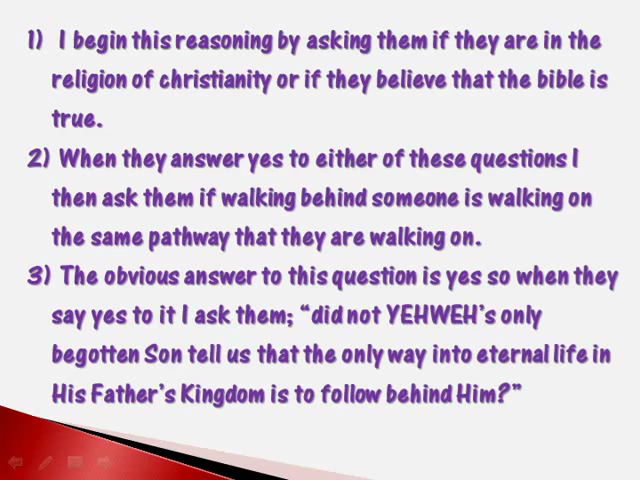 1) I begin this reasoning by asking them if they are in the
religion of christianity or if they believe that the bible is
true.
2) When they answer yes to either of these questions I
then ask them if walking behind someone is walking on
the same pathway that they are walking on.
3) The obvious answer to this question is yes so when they
say yes to it I ask them; “did not YEHWEH’s only
begotten Son tell us that the only way into eternal life in
His Father’s Kingdom is to follow behind Him?”